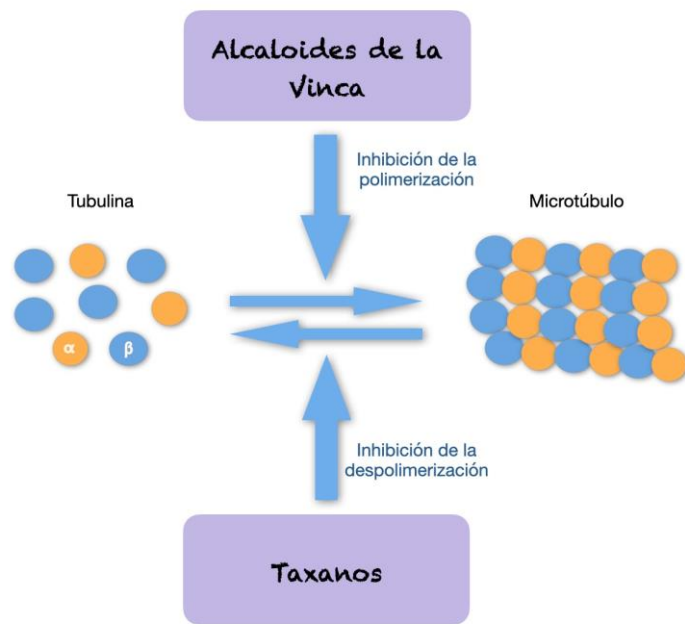 Alcaloides de la
Vinca
Inhibición de la
polimerización
Tubulina
Microtúbulo
α
β
Inhibición de la
despolimerización
Taxanos